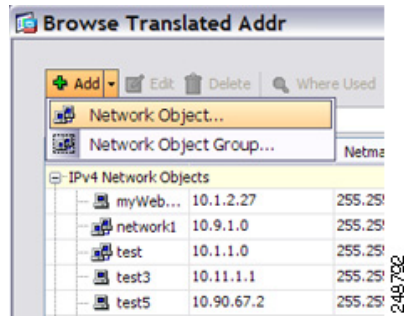 Browse Translated Addr
Add Edit Delete Where Used
Network Object...
Network Object Group...
Netma
IPv4 Network Objects
myWeb... 10.1.2.27 255.25
network1 10.9.1.0 255.25
test 10.1.1.0 255.25
test3 10.11.1.1 255.25
test5 10.90.67.2 255.25
248792